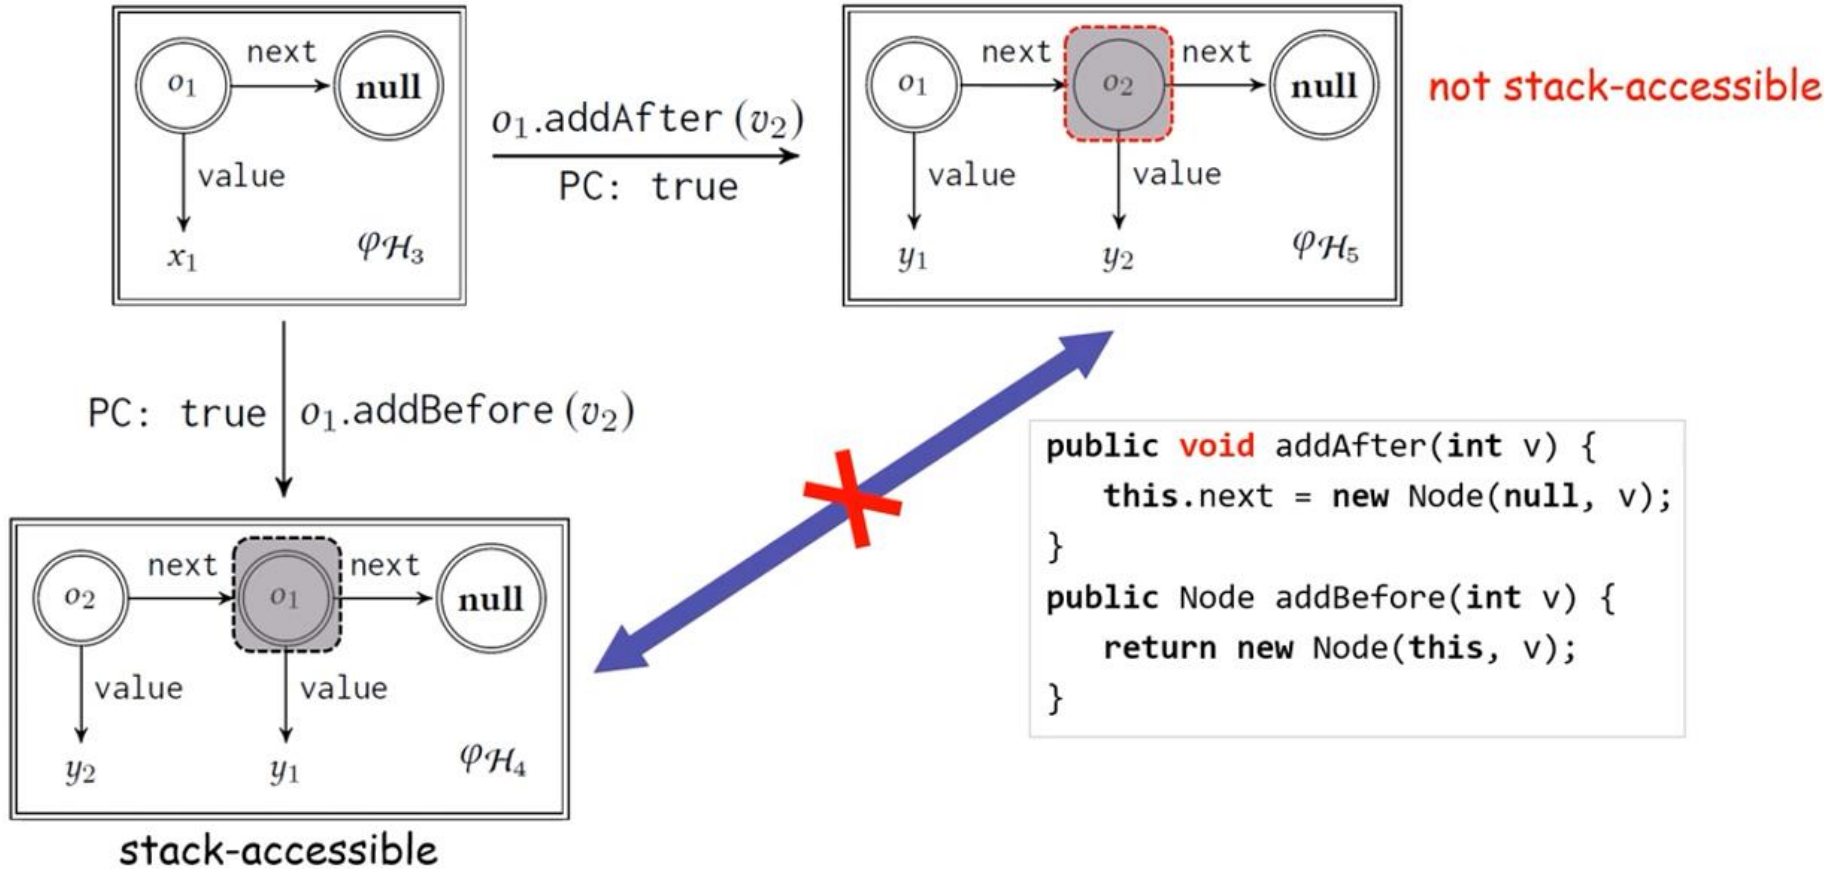 o₁ next null
value
x₁
φ𝓗₃
o₁.addAfter(v₂)
PC: true
o₁ next o₂ next null
value value
y₁ y₂
φ𝓗₅
not stack-accessible
PC: true o₁.addBefore(v₂)
o₂ next o₁ next null
value value
y₂ y₁
φ𝓗₄
stack-accessible
public void addAfter(int v) {
this.next = new Node(null, v);
}
public Node addBefore(int v) {
return new Node(this, v);
}